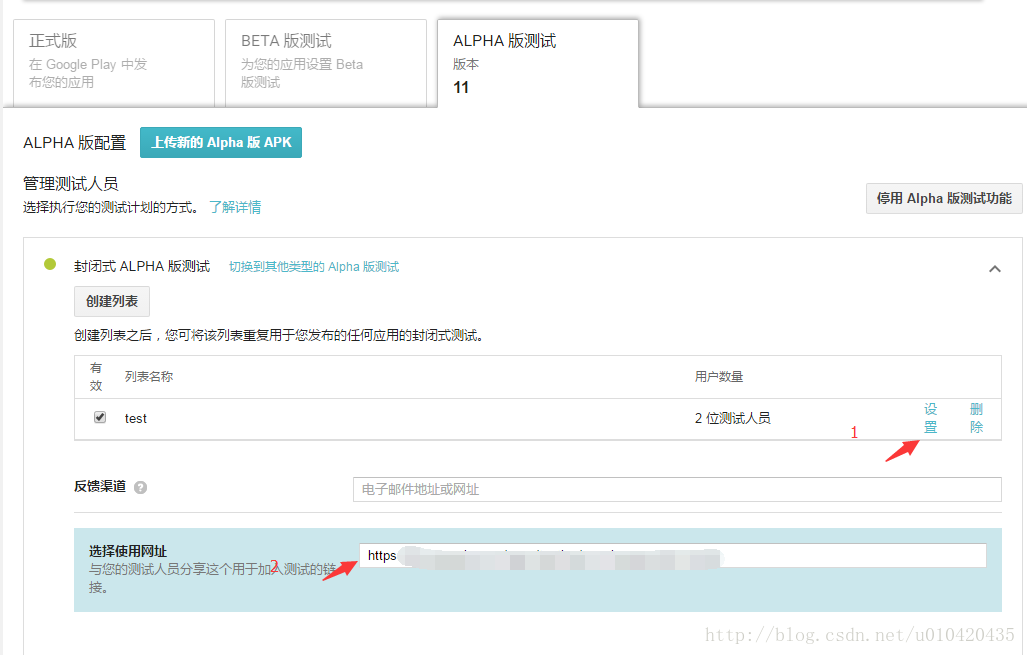 正式版
在 Google Play 中发
布您的应用
BETA 版测试
为您的应用设置 Beta
版测试
ALPHA 版测试
版本
11
ALPHA 版配置
上传新的 Alpha 版 APK
管理测试人员
选择执行您的测试计划的方式。 了解详情
停用 Alpha 版测试功能
封闭式 ALPHA 版测试 切换到其他类型的 Alpha 版测试
创建列表
创建列表之后，您可将该列表重复用于您发布的任何应用的封闭式测试。
有
效
列表名称
用户数量
test
2 位测试人员
设
置
删
除
1
反馈渠道 ?
电子邮件地址或网址
选择使用网址
与您的测试人员分享这个用于加入测试的链
接。
2
https
http://blog.csdn.net/u010420435